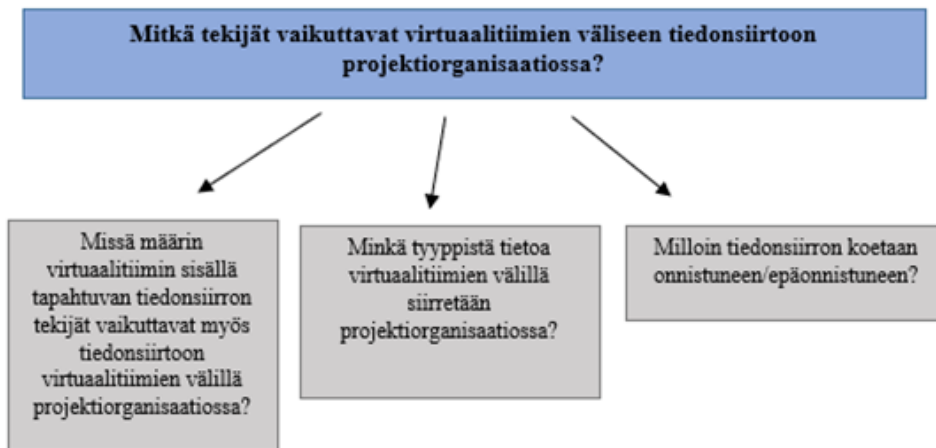 Mitkä tekijät vaikuttavat virtuaalitiimien väliseen tiedonsiirtoon
projektiorganisaatiossa?
Missä määrin
virtuaalitiimin sisällä
tapahtuvan tiedonsiirron
tekijät vaikuttavat myös
tiedonsiirtoon
virtuaalitiimien välillä
projektiorganisaatiossa?
Minkä tyyppistä tietoa
virtuaalitiimien välillä
siirretään
projektiorganisaatiossa?
Milloin tiedonsiirron koetaan
onnistuneen/epäonnistuneen?